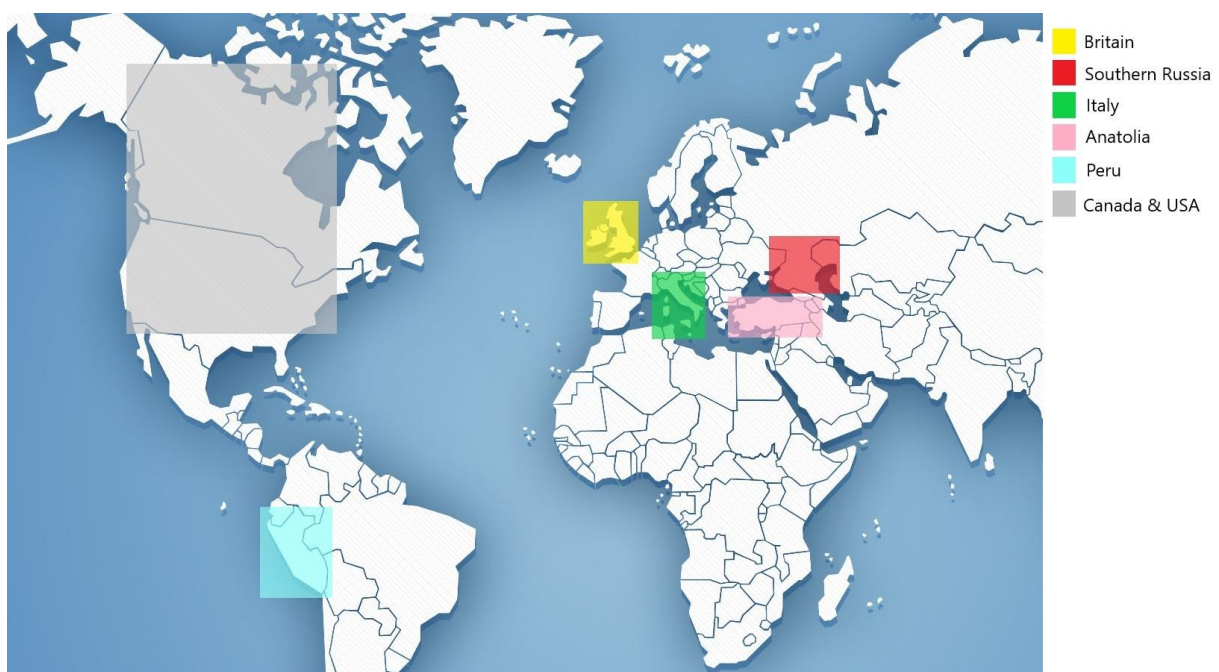 Britain
Southern Russia
Italy
Anatolia
Peru
Canada & USA